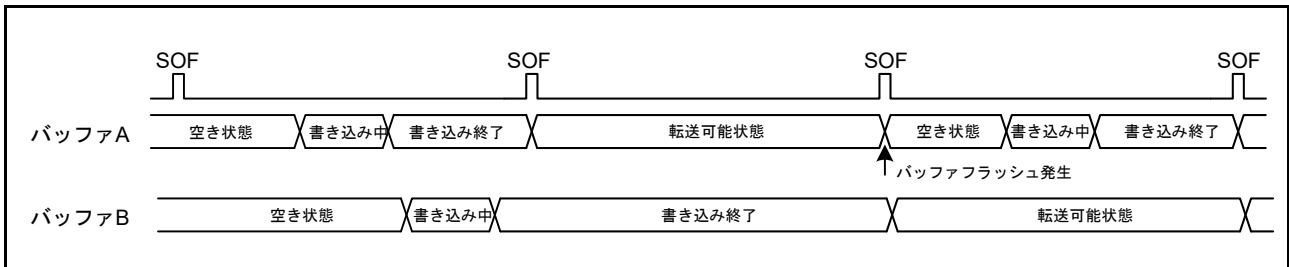 SOF SOF SOF SOF
バッファA 空き状態 書き込み中 書き込み終了 転送可能状態 空き状態 書き込み中 書き込み終了
バッファフラッシュ発生
バッファB 空き状態 書き込み中 書き込み終了 転送可能状態